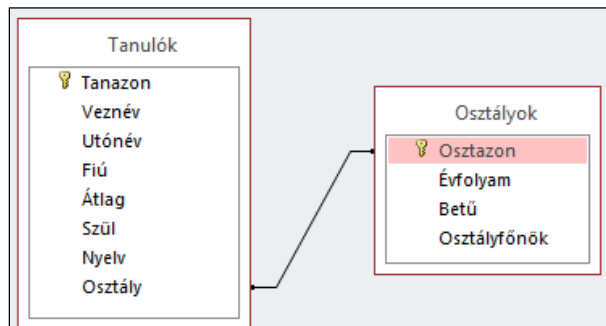 Tanulók
Tanazon
Veznév
Utónév
Fiú
Átlag
Szül
Nyelv
Osztály
Osztályok
Osztazon
Évfolyam
Betű
Osztályfőnök